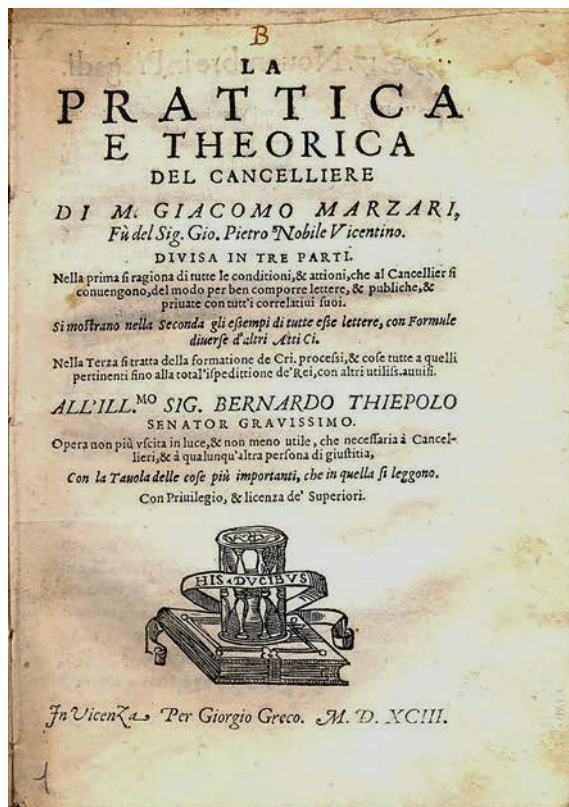 B
LA
PRATTICA
E THEORICA
DEL CANCELLIERE
DI M. GIACOMO MARZARI,
Fù del Sig. Gio. Pietro Nobile Vicentino.
DIVISA IN TRE PARTI.
Nella prima si ragiona di tutte le conditioni, & attioni, che al Cancellier si
conuengono, del modo per ben comporre lettere, & publiche, &
priuate con tutt'i correlatiui suoi.
Si mostrano nella Seconda gli essempi di tutte esse lettere, con Formule
diuerse d'altri Atti Ci.
Nella Terza si tratta della formatione de Cri. processi, & cose tutte a quelli
pertinenti fino alla total'ispedittione de'Rei, con altri utiliss. auuisi.
ALL'ILL.MO SIG. BERNARDO THIEPOLO
SENATOR GRAVISSIMO.
Opera non più vscita in luce, & non meno utile, che necessaria à Cancel-
lieri, & à qualunqu'altra persona di giustitia,
Con la Tauola delle cose più importanti, che in quella si leggono.
Con Priuilegio, & licenza de' Superiori.
HIS DVCIBVS
In Vicenza Per Giorgio Greco. M. D. XCIII.
1